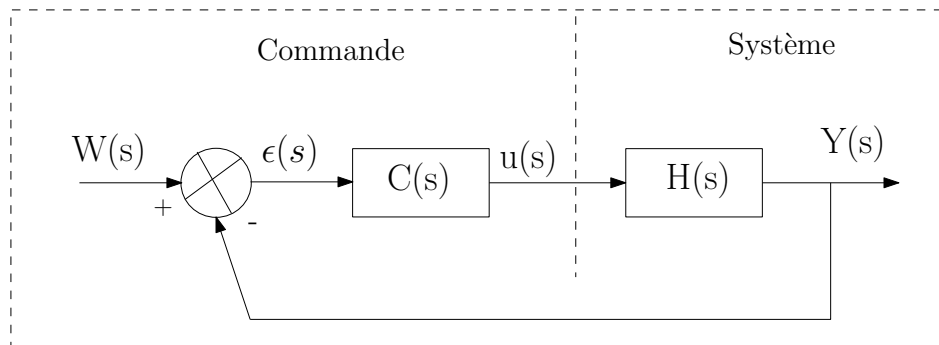 Commande
Système
W(s)
ϵ(s)
C(s)
u(s)
H(s)
Y(s)
+
-